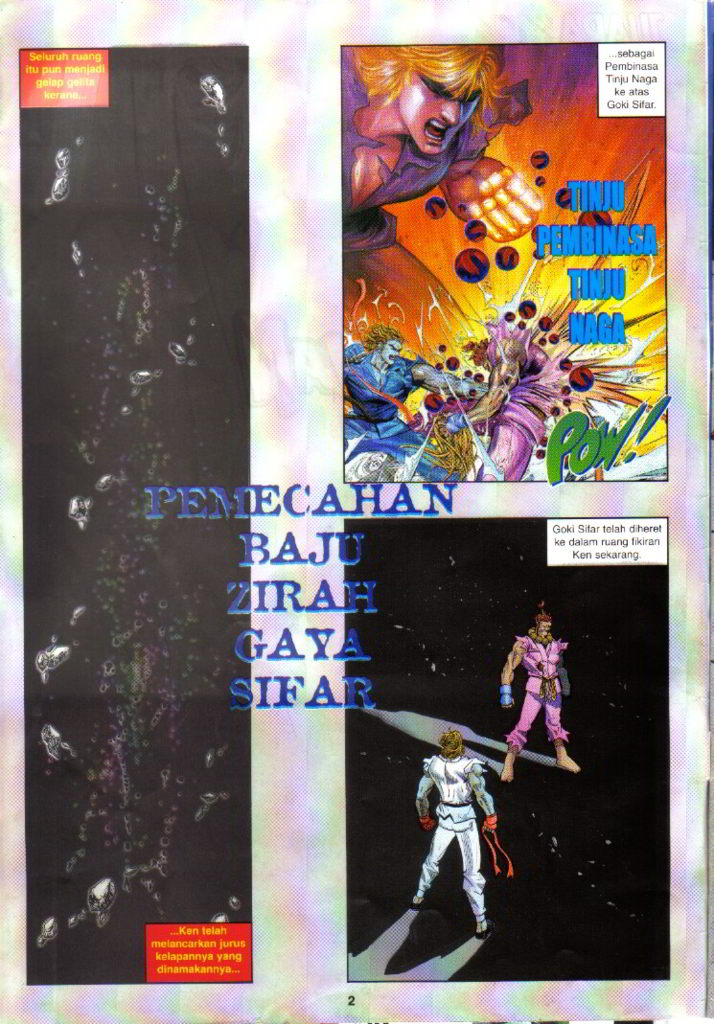 Seluruh ruang
itu pun menjadi
gelap gelita
kerana...
...Ken telah
melancarkan jurus
kelapannya yang
dinamakannya...
...sebagai
Pembinasa
Tinju Naga
ke atas
Goki Sifar.
TINJU
PEMBINASA
TINJU
NAGA
POW!!
PEMECAHAN
BAJU
ZIRAH
GAYA
SIFAR
Goki Sifar telah diheret
ke dalam ruang fikiran
Ken sekarang.
2